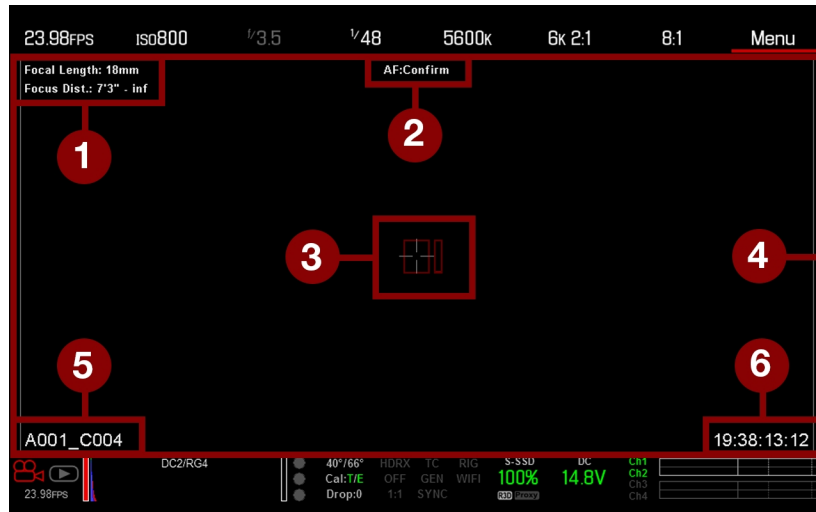 23.98FPS ISO800 f/3.5 1/48 5600K 6K 2:1 8:1 Menu
Focal Length: 18mm
Focus Dist.: 7'3" - inf
AF:Confirm
1
2
3
4
5
6
A001_C004
19:38:13:12
DC2/RG4
40°/66° HDRX TC RIG S-SSD DC Ch1
Cal:T/E OFF GEN WIFI 100% 14.8V Ch2
Drop:0 1:1 SYNC R3D Proxy Ch3
23.98FPS
Ch4